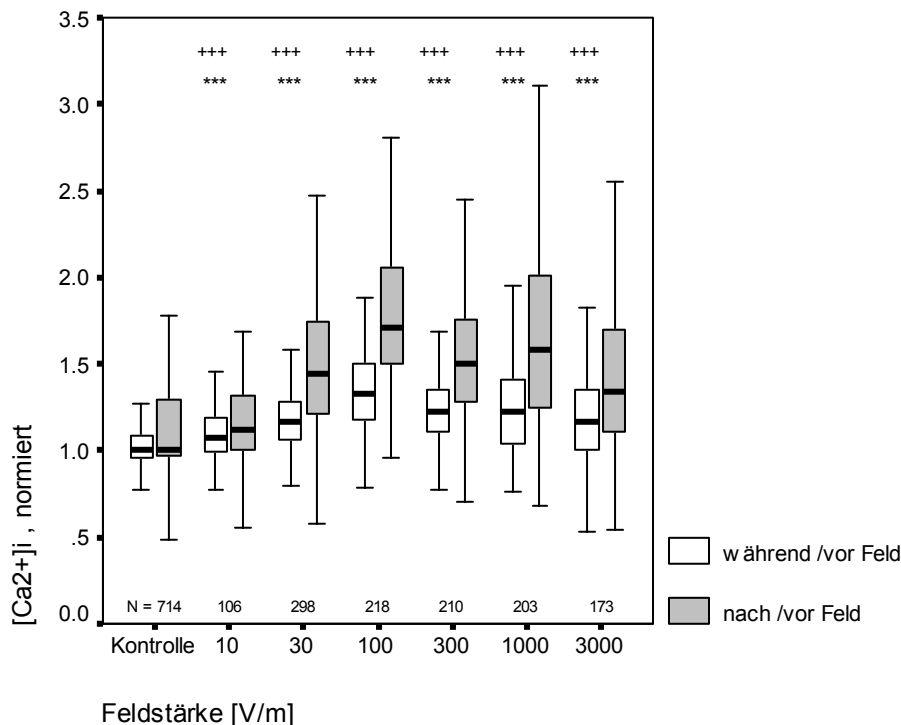 3.5
+++ +++ +++ +++ +++ +++
*** *** *** *** *** ***
3.0
2.5
2.0
1.5
1.0
.5
0.0
[Ca2+]i , normiert
N = 714 106 298 218 210 203 173
Kontrolle 10 30 100 300 1000 3000
Feldstärke [V/m]
während /vor Feld
nach /vor Feld